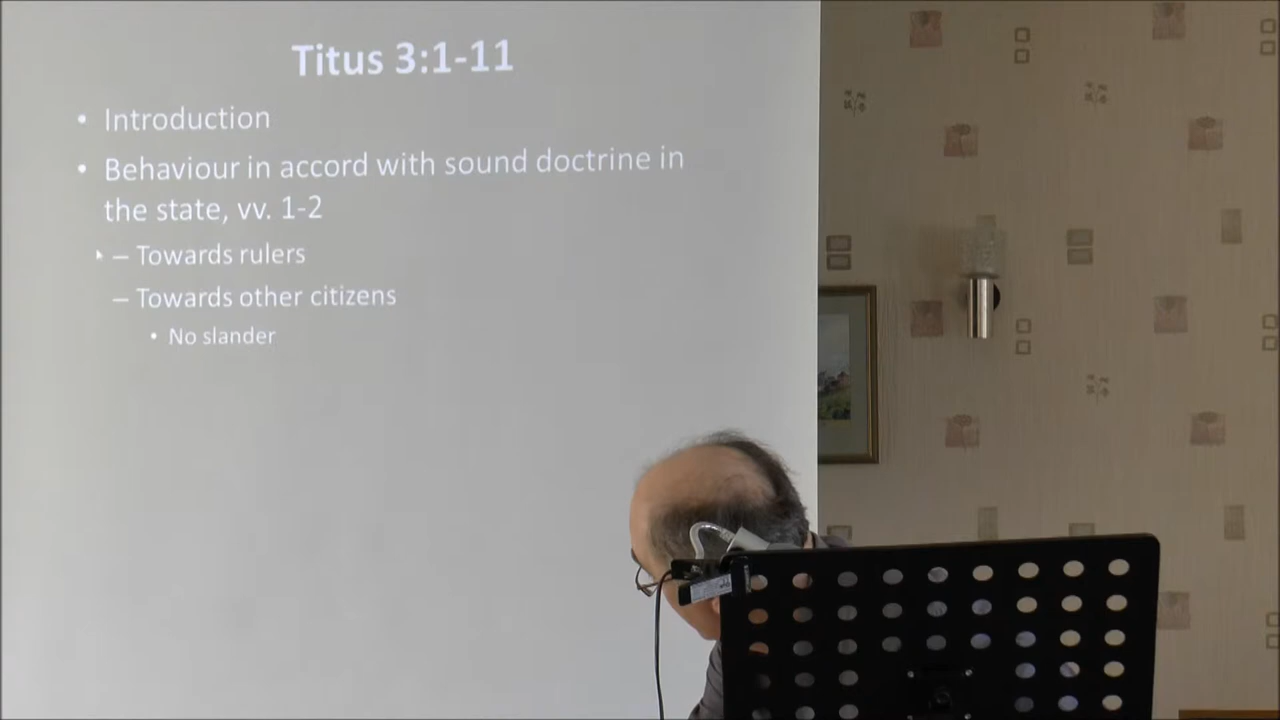 Titus 3:1-11
• Introduction
• Behaviour in accord with sound doctrine in
the state, vv. 1-2
– Towards rulers
– Towards other citizens
• No slander